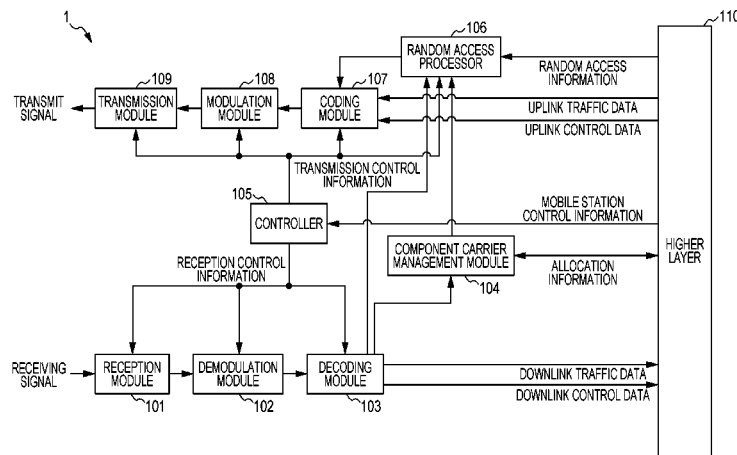 1
110
106
RANDOM ACCESS
PROCESSOR
RANDOM ACCESS
INFORMATION
109
108
107
TRANSMIT
SIGNAL
TRANSMISSION
MODULE
MODULATION
MODULE
CODING
MODULE
UPLINK TRAFFIC DATA
UPLINK CONTROL DATA
TRANSMISSION CONTROL
INFORMATION
105
CONTROLLER
MOBILE STATION
CONTROL INFORMATION
HIGHER
LAYER
RECEPTION CONTROL
INFORMATION
COMPONENT CARRIER
MANAGEMENT MODULE
104
ALLOCATION
INFORMATION
RECEIVING
SIGNAL
RECEPTION
MODULE
101
DEMODULATION
MODULE
102
DECODING
MODULE
103
DOWNLINK TRAFFIC DATA
DOWNLINK CONTROL DATA